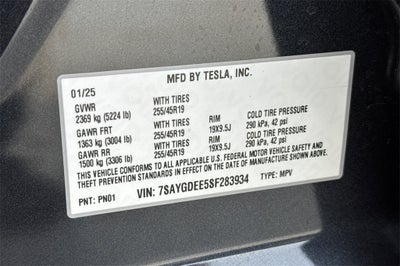 MFD BY TESLA, INC.
01/25
GVWR WITH TIRES
2369 kg (5224 lb) 255/45R19 RIM COLD TIRE PRESSURE
GAWR FRT WITH TIRES 19X9.5J 290 kPa, 42 psi
1363 kg (3004 lb) 255/45R19 RIM COLD TIRE PRESSURE
GAWR RR WITH TIRES 19X9.5J 290 kPa, 42 psi
1500 kg (3306 lb) 255/45R19
THIS VEHICLE CONFORMS TO ALL APPLICABLE U.S. FEDERAL MOTOR VEHICLE SAFETY AND
THEFT PREVENTION STANDARDS IN EFFECT ON THE DATE OF MANUFACTURE SHOWN ABOVE.
VIN: 7SAYGDEE5SF283934 TYPE: MPV
PNT: PN01